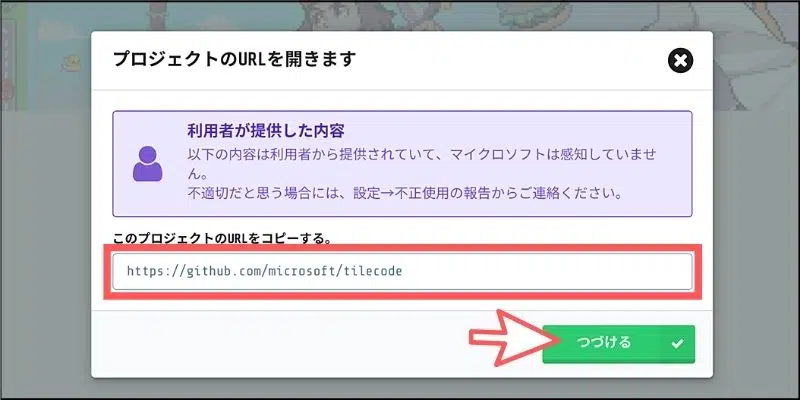 プロジェクトのURLを開きます
利用者が提供した内容
以下の内容は利用者から提供されていて、マイクロソフトは感知していませ
ん。
不適切だと思う場合には、設定→不正使用の報告からご連絡ください。
このプロジェクトのURLをコピーする。
https://github.com/microsoft/tilecode
つづける